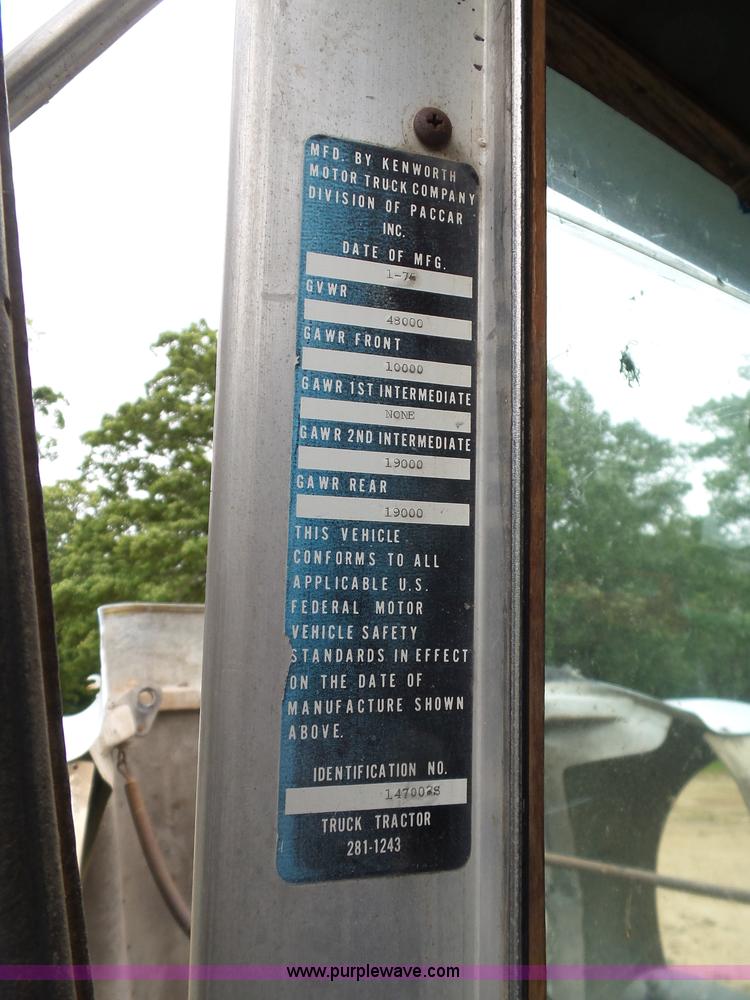 MFD. BY KENWORTH
MOTOR TRUCK COMPANY
DIVISION OF PACCAR
INC.
DATE OF MFG.
GVWR
48000
GAWR FRONT
10000
GAWR 1ST INTERMEDIATE
NONE
GAWR 2ND INTERMEDIATE
19000
GAWR REAR
19000
THIS VEHICLE
CONFORMS TO ALL
APPLICABLE U.S.
FEDERAL MOTOR
VEHICLE SAFETY
STANDARDS IN EFFECT
ON THE DATE OF
MANUFACTURE SHOWN
ABOVE.
IDENTIFICATION NO.
TRUCK TRACTOR
281-1243
www.purplewave.com